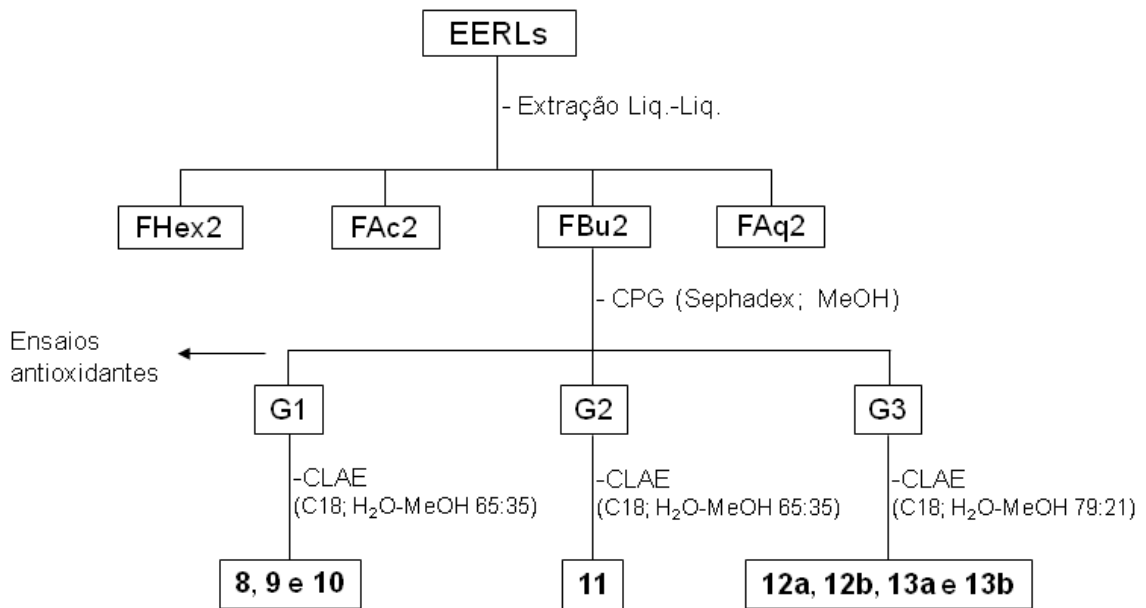 EERLs
- Extração Liq.-Liq.
FHex2
FAc2
FBu2
FAq2
- CPG (Sephadex; MeOH)
Ensaios
antioxidantes
G1
G2
G3
-CLAE
(C18; H₂O-MeOH 65:35)
-CLAE
(C18; H₂O-MeOH 65:35)
-CLAE
(C18; H₂O-MeOH 79:21)
8, 9 e 10
11
12a, 12b, 13a e 13b